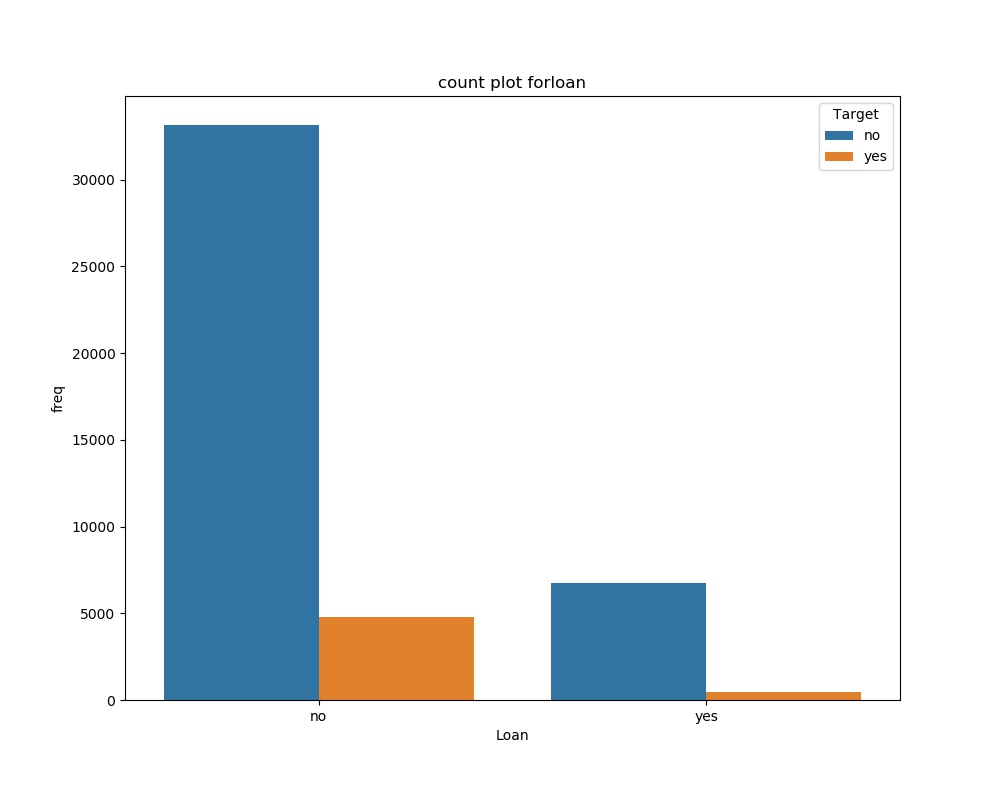 count plot forloan
Target
no
yes
30000
25000
20000
15000
10000
5000
0
freq
no
yes
Loan